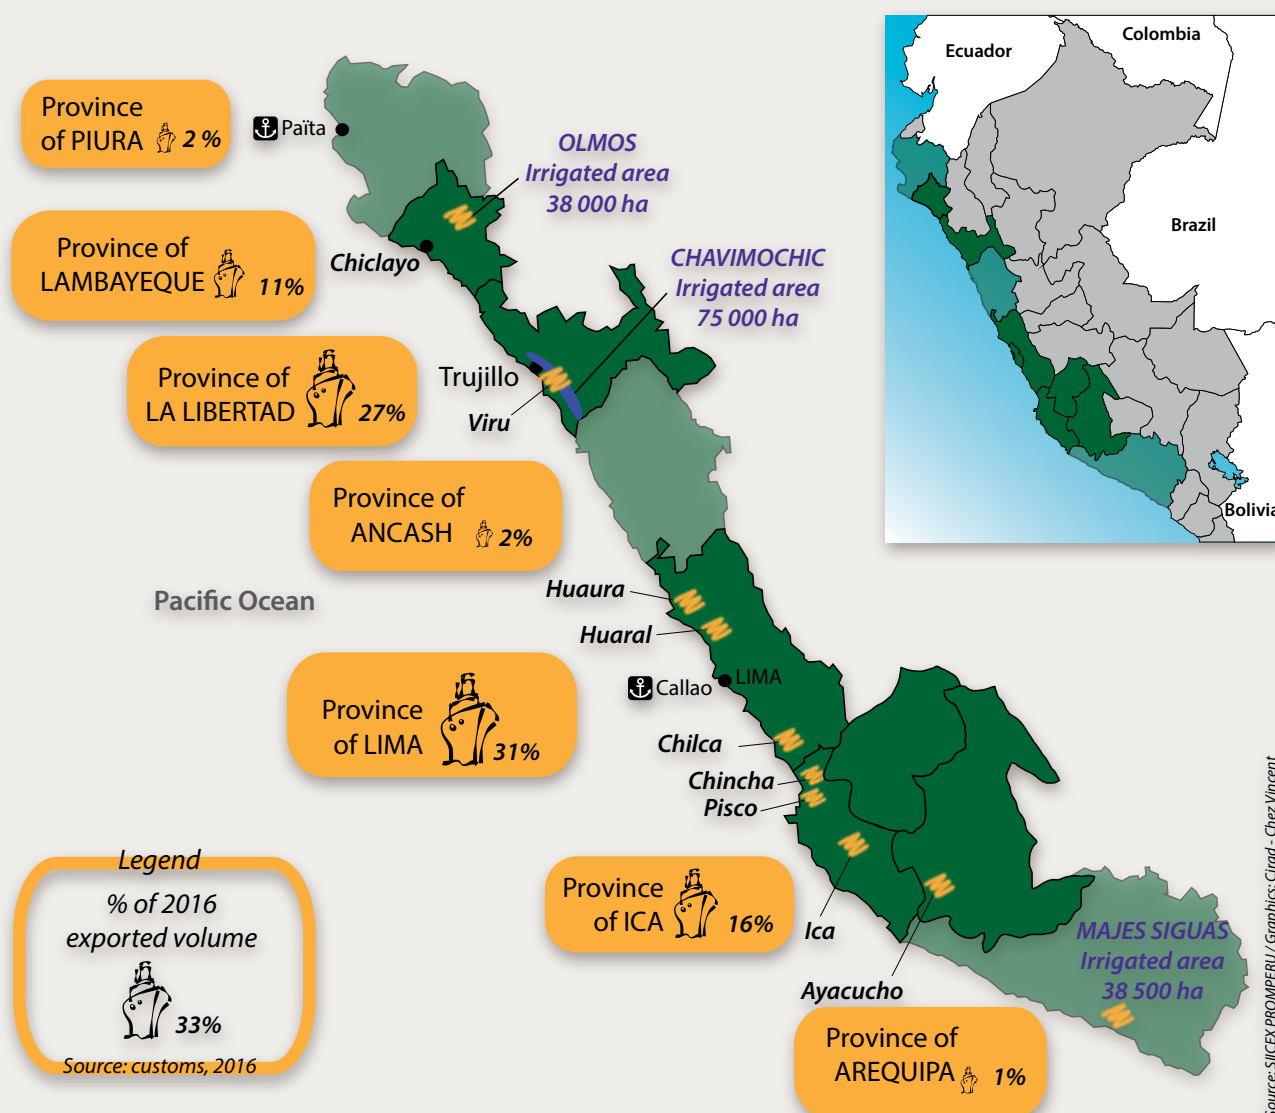 Ecuador
Colombia
Brazil
Bolivia
Province
of PIURA 2 %
Païta
OLMOS
Irrigated area
38 000 ha
Province of
LAMBAYEQUE 11%
Chiclayo
CHAVIMOCHIC
Irrigated area
75 000 ha
Province of
LA LIBERTAD 27%
Trujillo
Viru
Province of
ANCASH 2%
Pacific Ocean
Huaura
Huaral
Callao
LIMA
Province
of LIMA 31%
Chilca
Chincha
Pisco
Province
of ICA 16%
Ica
Ayacucho
MAJES SIGUAS
Irrigated area
38 500 ha
Province of
AREQUIPA 1%
Legend
% of 2016
exported volume
33%
Source: customs, 2016
Source: SIICEX PROMPERU / Graphics: Cirad - Chez Vincent